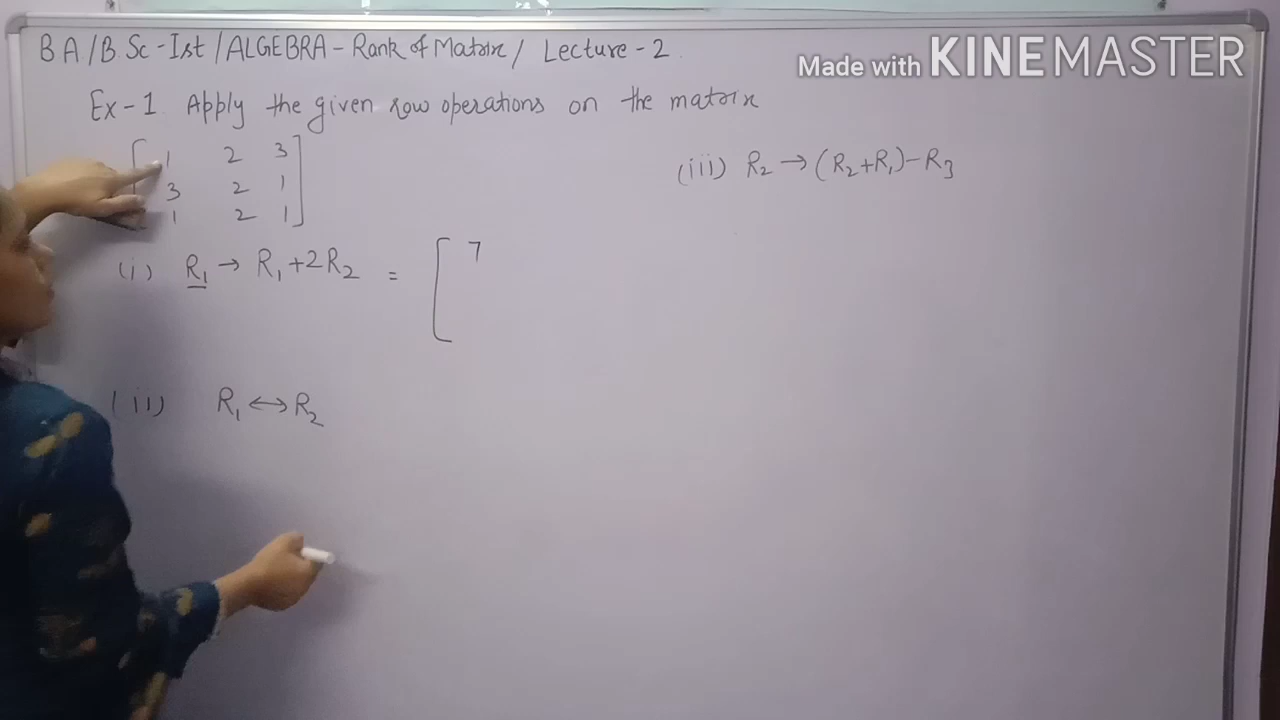 BA/B.Sc-Ist/ALGEBRA-Rank of Matrix/ Lecture-2
Made with KINEMASTER
Ex-1. Apply the given row operations on the matrix
[ 1 2 3
3 2 1
1 2 1 ]
(i) R1 → R1+2R2 = [ 7
(ii) R1 ↔ R2
(iii) R2 → (R2+R1)-R3